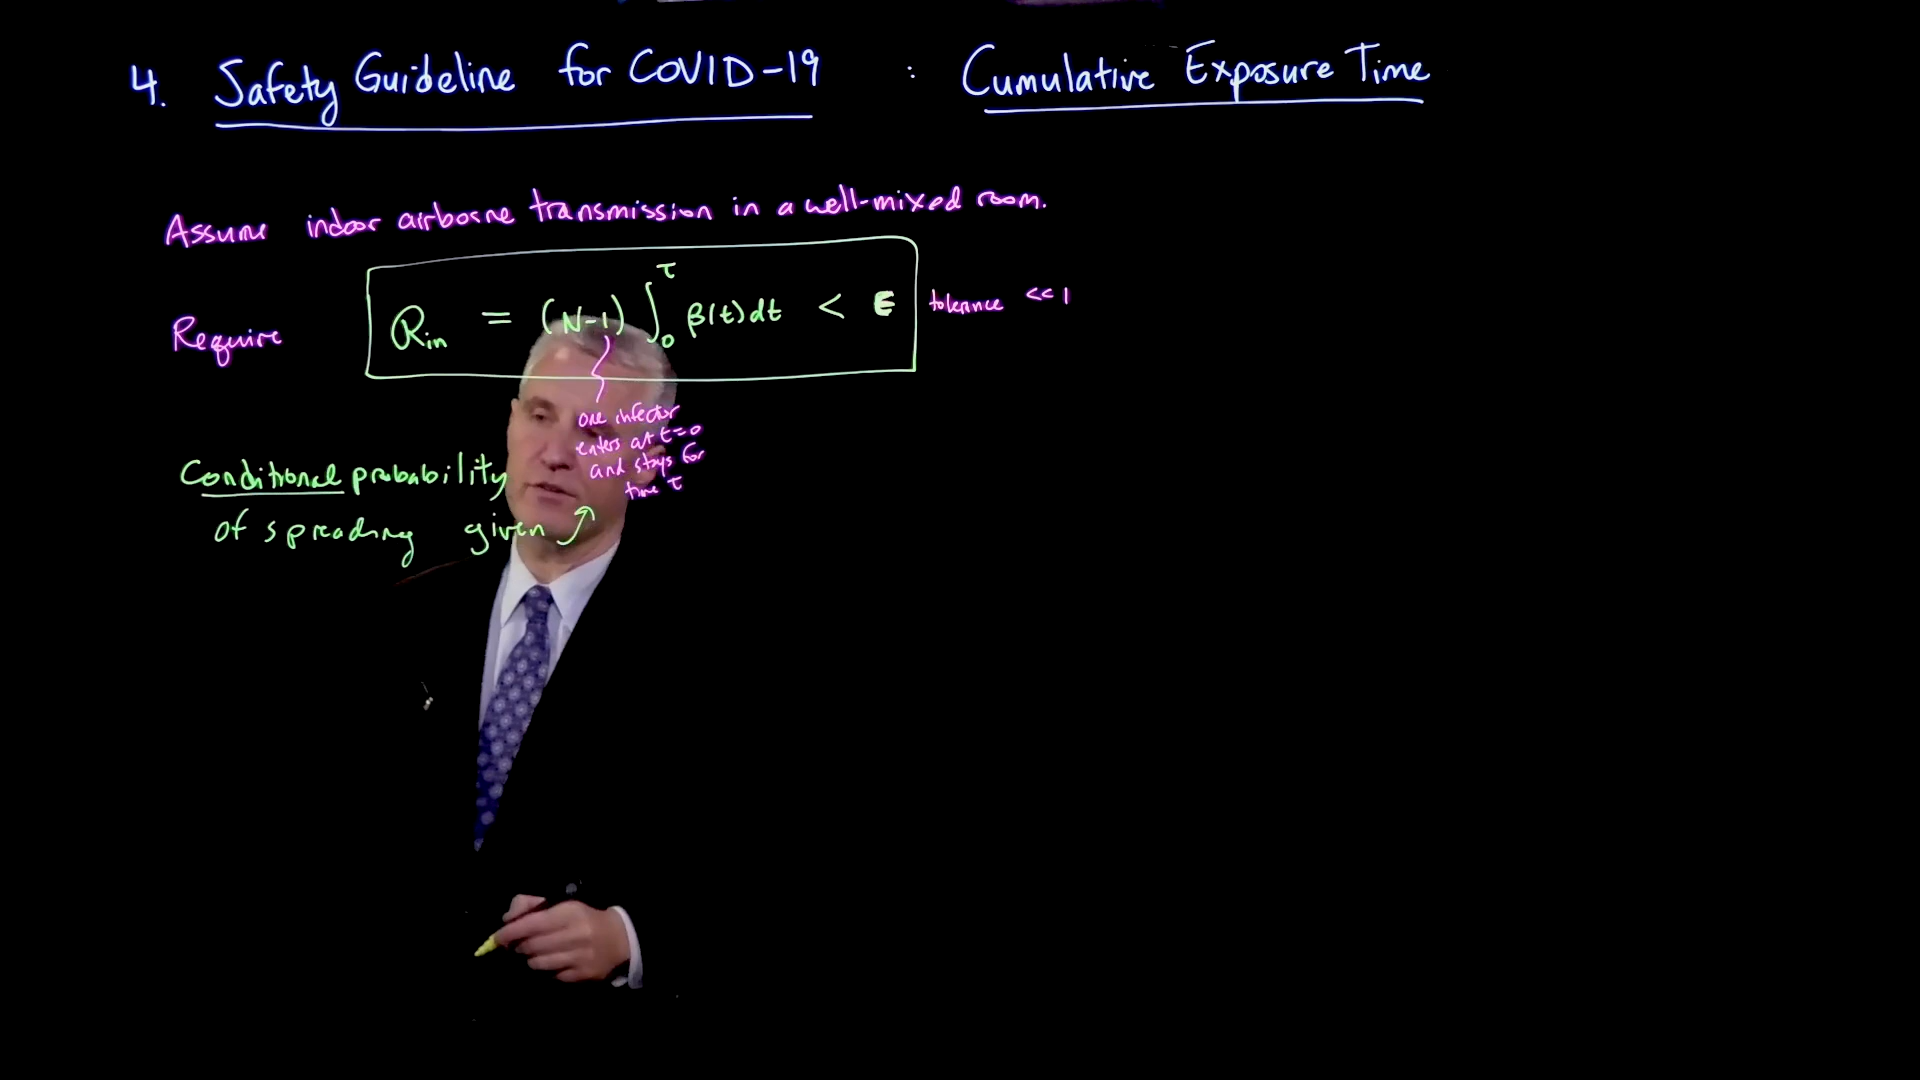 4. Safety Guideline for COVID-19 : Cumulative Exposure Time
Assume indoor airborne transmission in a well-mixed room.
Require R_in = (N-1) ∫_0^τ β(t)dt < ε tolerance << 1
one infector
enters at t=0
and stays for
time τ
Conditional probability
of spreading given ↗